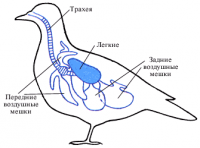 Трахея
Легкие
Задние
воздушные
мешки
Передние
воздушные
мешки